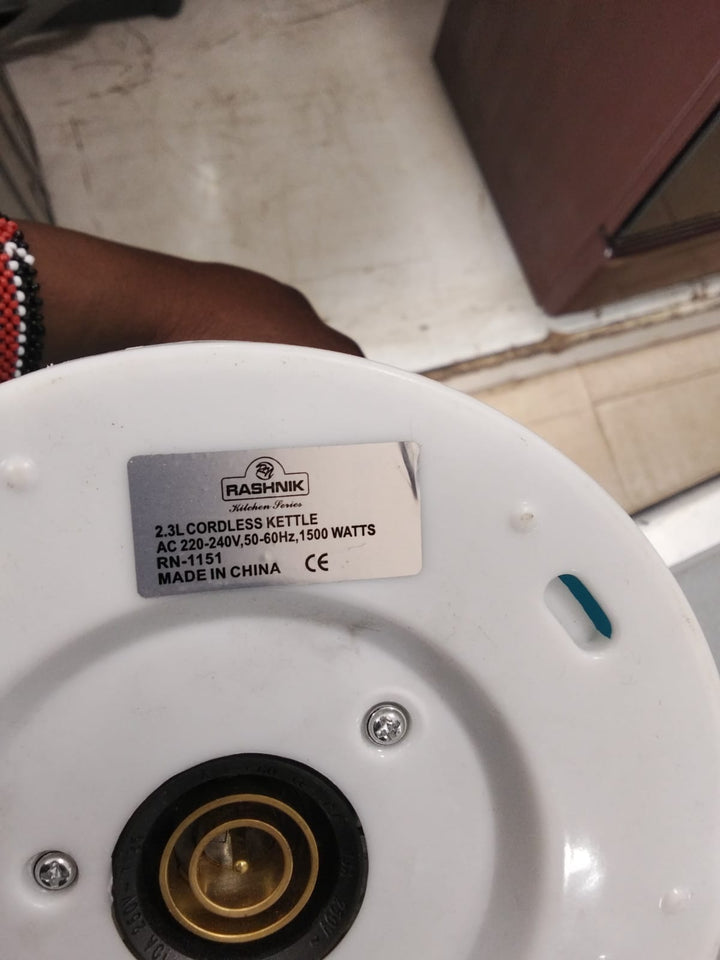 RN
RASHNIK
Kitchen Series
2.3L CORDLESS KETTLE
AC 220-240V,50-60Hz,1500 WATTS
RN-1151
MADE IN CHINA CE